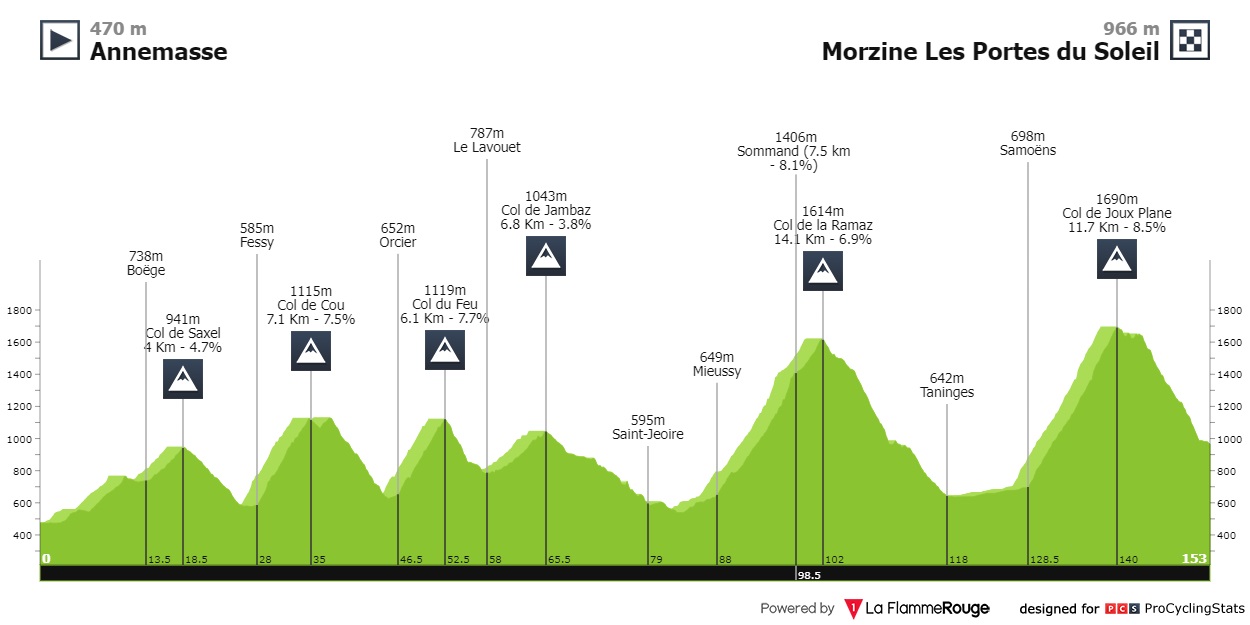 470 m
Annemasse
966 m
Morzine Les Portes du Soleil
787m
Le Lavouet
1406m
Sommand (7.5 km
- 8.1%)
698m
Samoëns
1043m
Col de Jambaz
6.8 Km - 3.8%
1690m
Col de Joux Plane
11.7 Km - 8.5%
1614m
Col de la Ramaz
14.1 Km - 6.9%
585m
Fessy
652m
Orcier
738m
Boëge
1115m
Col de Cou
7.1 Km - 7.5%
1119m
Col du Feu
6.1 Km - 7.7%
941m
Col de Saxel
4 Km - 4.7%
649m
Mieussy
642m
Taninges
595m
Saint-Jeoire
1800
1600
1400
1200
1000
800
600
400
1800
1600
1400
1200
1000
800
600
400
0 13.5 18.5 28 35 46.5 52.5 58 65.5 79 88 102 118 128.5 140 153
98.5
Powered by 1 La FlammeRouge designed for PCS ProCyclingStats